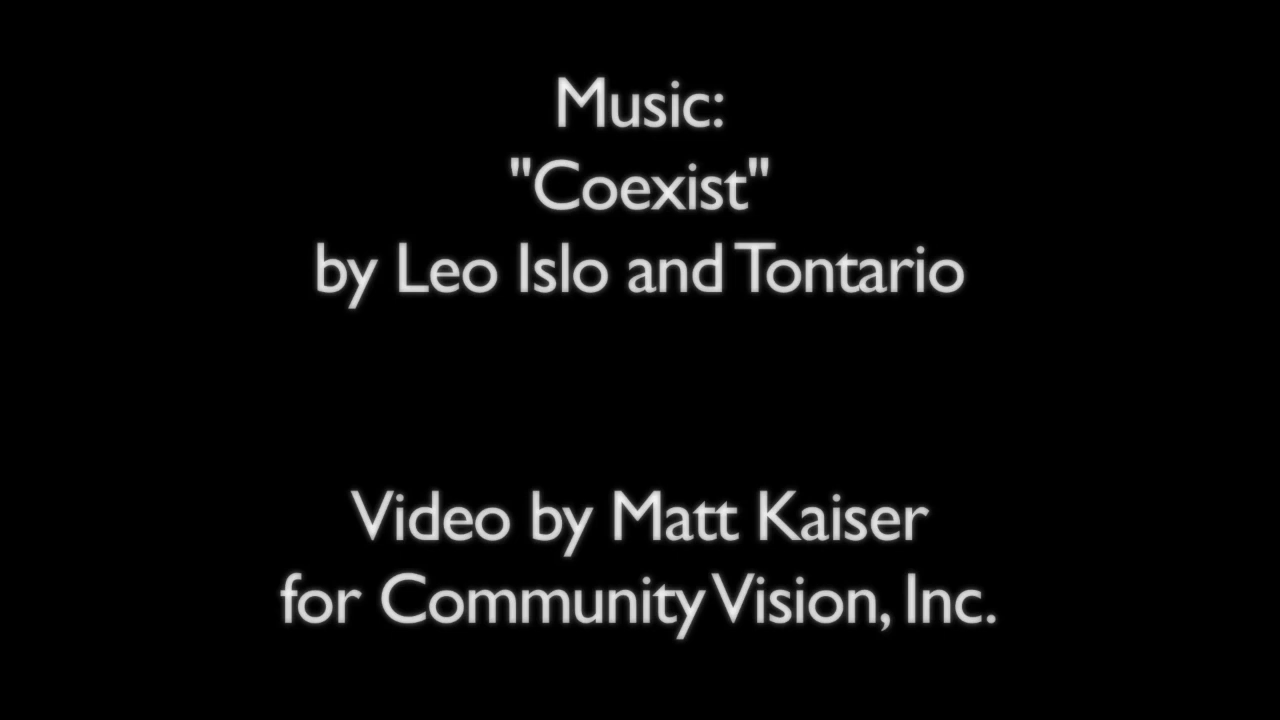 Music:
"Coexist"
by Leo Islo and Tontario
Video by Matt Kaiser
for Community Vision, Inc.